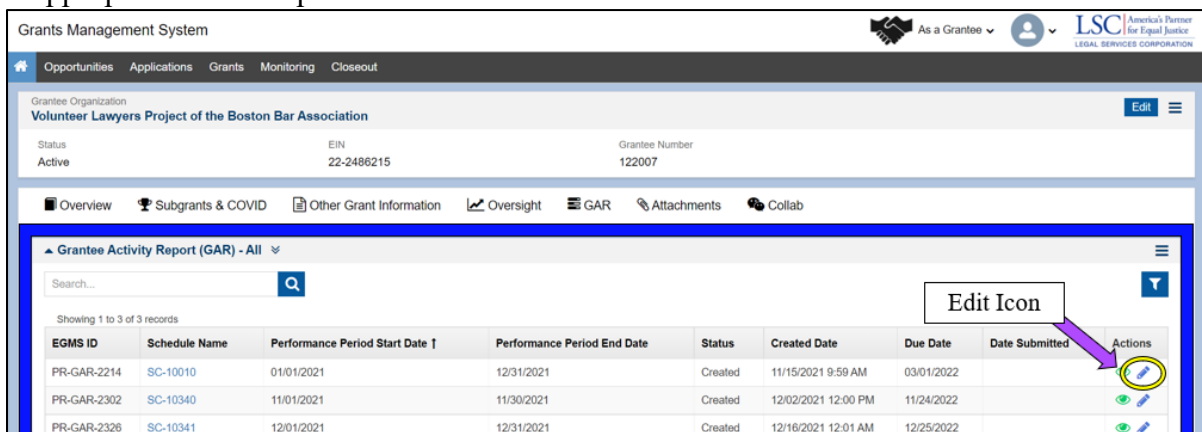 Grants Management System
As a Grantee
LSC America's Partner for Equal Justice
LEGAL SERVICES CORPORATION
Opportunities Applications Grants Monitoring Closeout
Grantee Organization
Volunteer Lawyers Project of the Boston Bar Association
Edit
Status EIN Grantee Number
Active 22-2486215 122007
Overview Subgrants & COVID Other Grant Information Oversight GAR Attachments Collab
Grantee Activity Report (GAR) - All
Search...
Edit Icon
Showing 1 to 3 of 3 records
EGMS ID Schedule Name Performance Period Start Date ↑ Performance Period End Date Status Created Date Due Date Date Submitted Actions
PR-GAR-2214 SC-10010 01/01/2021 12/31/2021 Created 11/15/2021 9:59 AM 03/01/2022
PR-GAR-2302 SC-10340 11/01/2021 11/30/2021 Created 12/02/2021 12:00 PM 11/24/2022
PR-GAR-2326 SC-10341 12/01/2021 12/31/2021 Created 12/16/2021 12:01 AM 12/25/2022